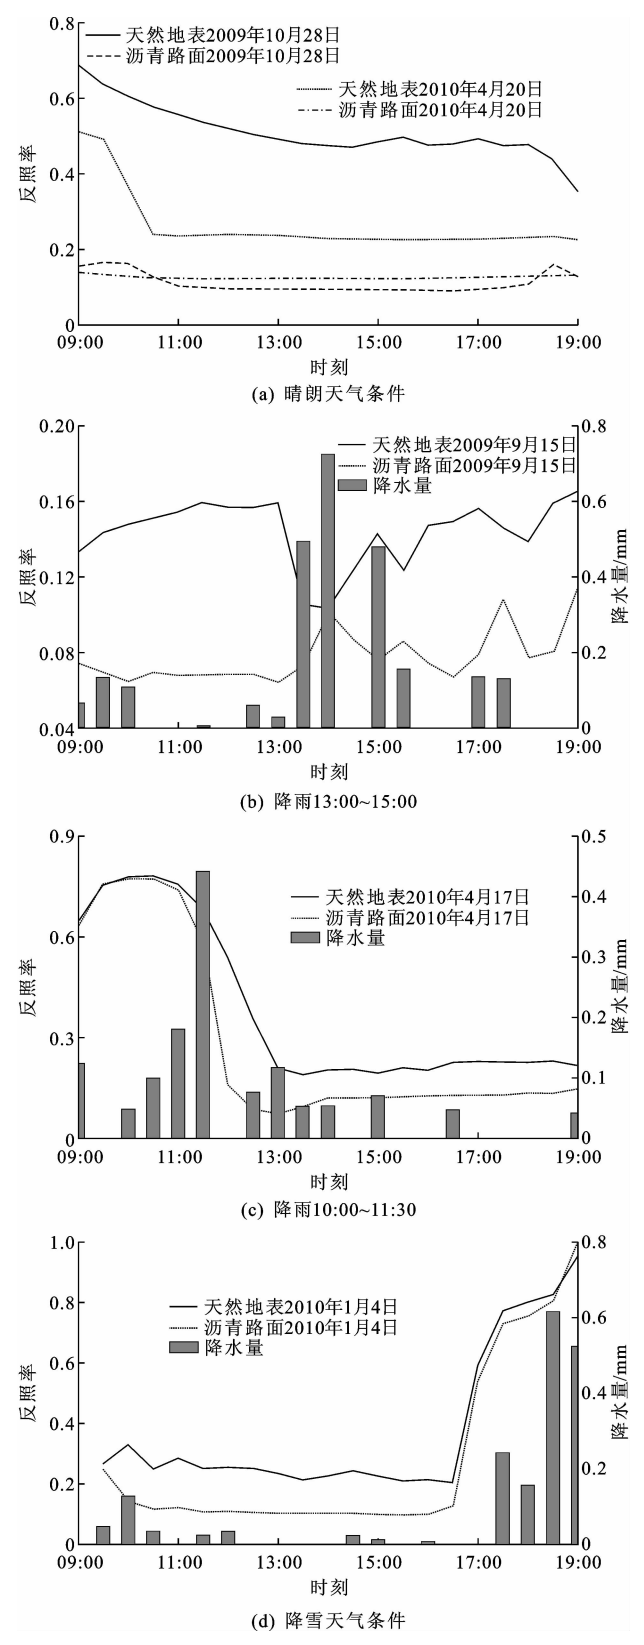 0.8
天然地表2009年10月28日
沥青路面2009年10月28日
天然地表2010年4月20日
沥青路面2010年4月20日
0.6
反照率
0.4
0.2
0
09:00 11:00 13:00 15:00 17:00 19:00
时刻
(a) 晴朗天气条件
0.20 0.8
天然地表2009年9月15日
沥青路面2009年9月15日
降水量
0.16 0.6
反照率
0.12 0.4
降水量/mm
0.08 0.2
0.04 0
09:00 11:00 13:00 15:00 17:00 19:00
时刻
(b) 降雨13:00~15:00
0.9 0.5
天然地表2010年4月17日
沥青路面2010年4月17日
降水量
0.4
0.6
0.3
反照率
降水量/mm
0.2
0.3
0.1
0 0
09:00 11:00 13:00 15:00 17:00 19:00
时刻
(c) 降雨10:00~11:30
1.0 0.8
天然地表2010年1月4日
沥青路面2010年1月4日
降水量
0.8
0.6
0.6
反照率
0.4
降水量/mm
0.4
0.2
0.2
0 0
09:00 11:00 13:00 15:00 17:00 19:00
时刻
(d) 降雪天气条件